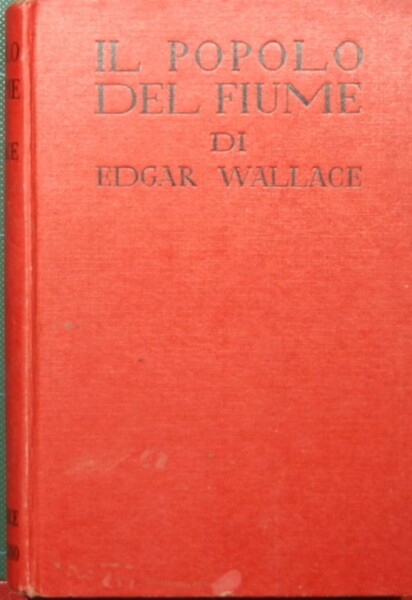 IL POPOLO
DEL FIUME
DI
EDGAR WALLACE